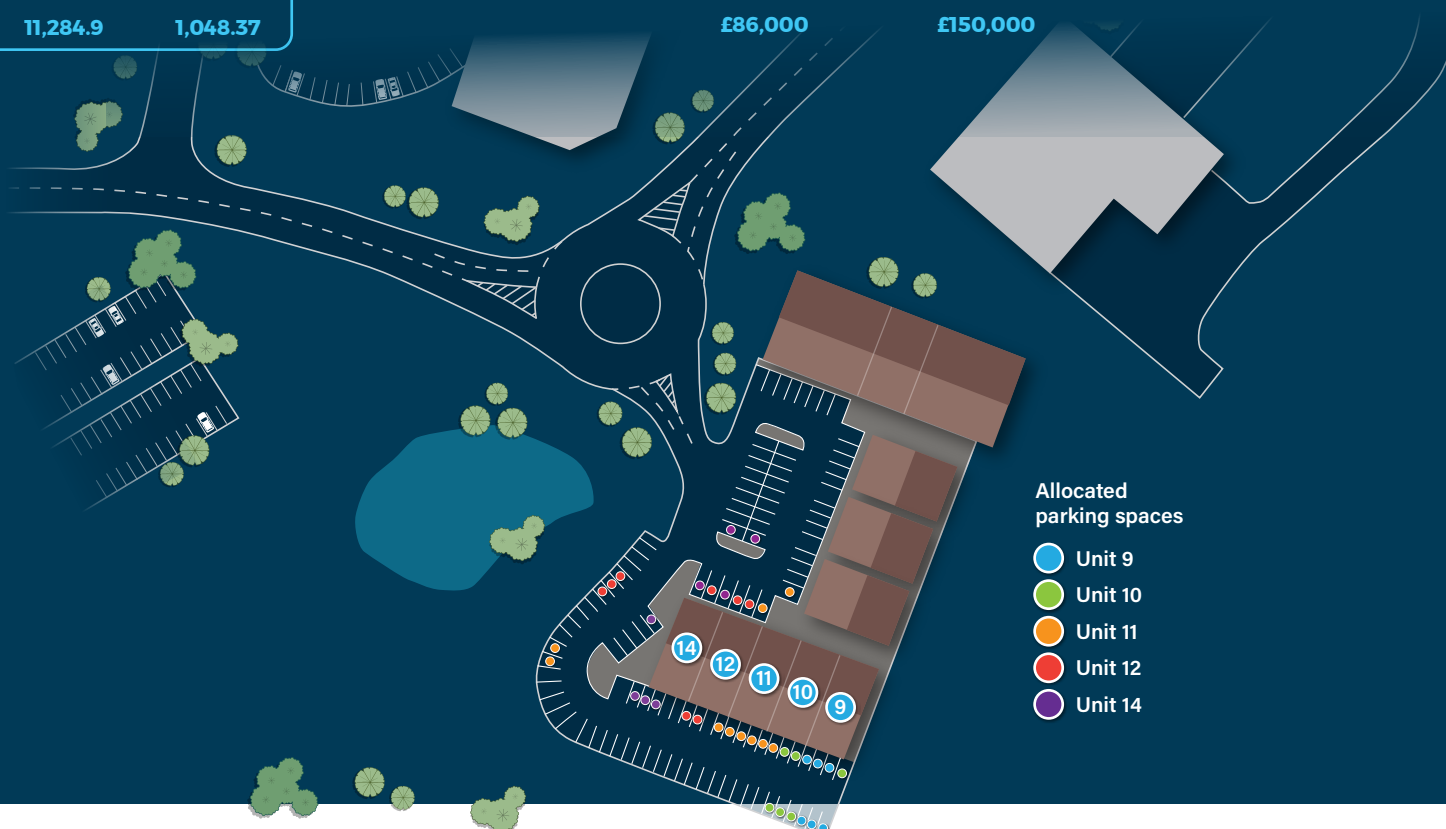 11,284.9 1,048.37 £86,000 £150,000
Allocated
parking spaces
Unit 9
Unit 10
Unit 11
Unit 12
Unit 14
14
12
11
10
9